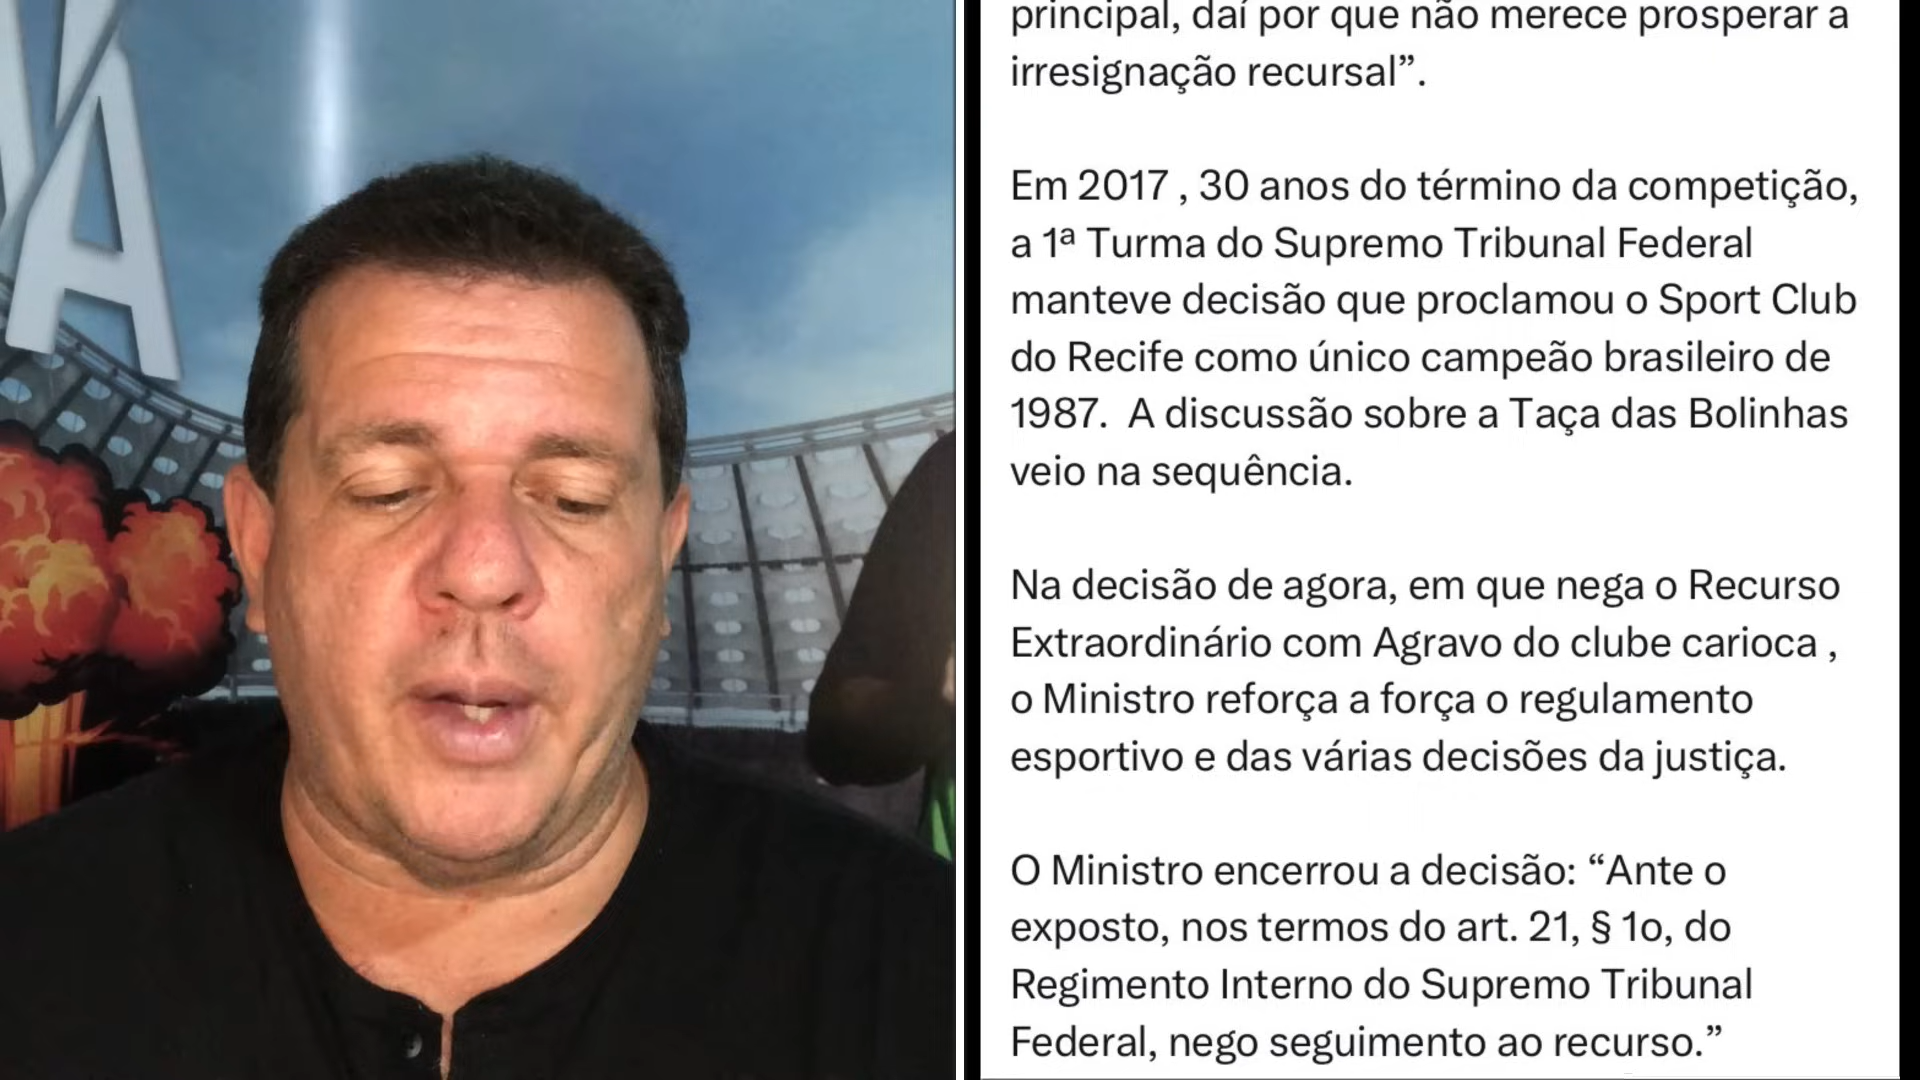 A
principal, daí por que não merece prosperar a
irresignação recursal”.
Em 2017 , 30 anos do término da competição,
a 1ª Turma do Supremo Tribunal Federal
manteve decisão que proclamou o Sport Club
do Recife como único campeão brasileiro de
1987.  A discussão sobre a Taça das Bolinhas
veio na sequência.
Na decisão de agora, em que nega o Recurso
Extraordinário com Agravo do clube carioca ,
o Ministro reforça a força o regulamento
esportivo e das várias decisões da justiça.
O Ministro encerrou a decisão: “Ante o
exposto, nos termos do art. 21, § 1o, do
Regimento Interno do Supremo Tribunal
Federal, nego seguimento ao recurso.”